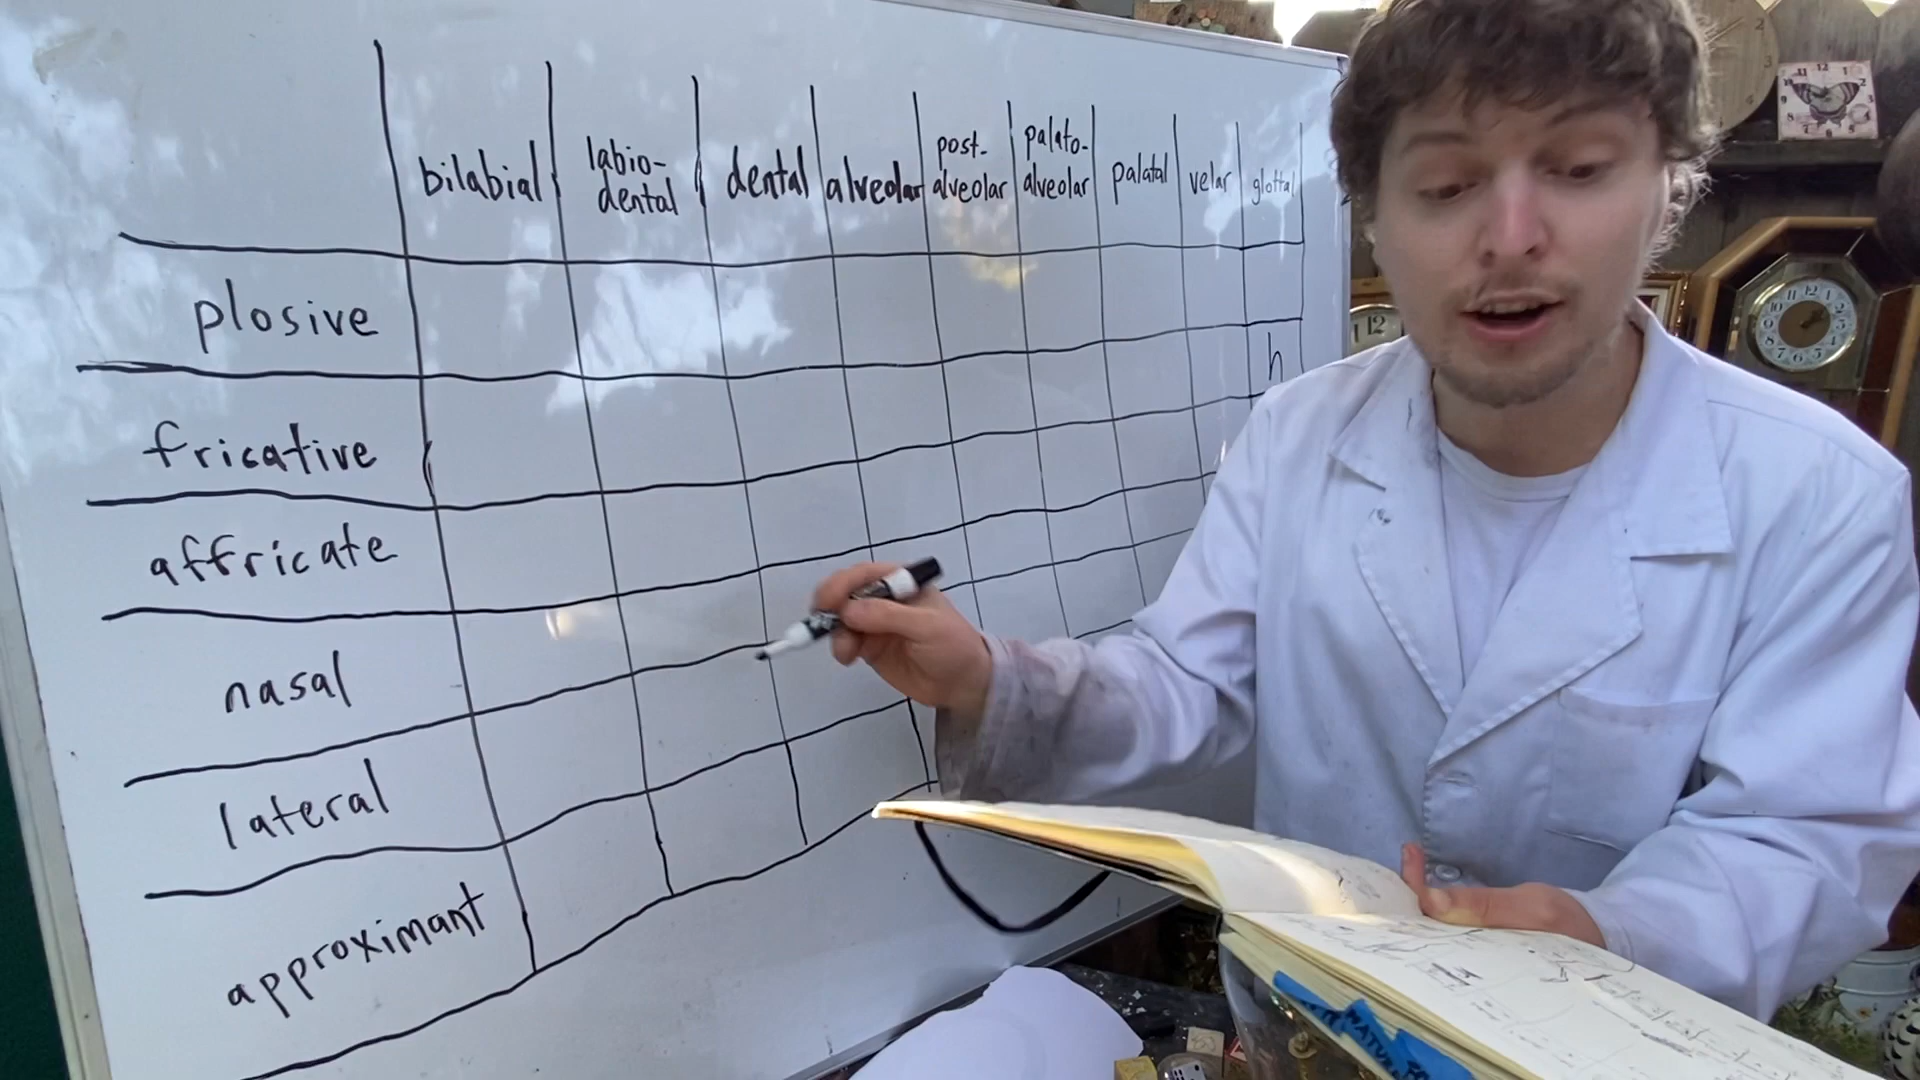 bilabial
labio-
dental
dental
alveolar
post-
alveolar
palato-
alveolar
palatal
velar
glottal
plosive
fricative
h
affricate
nasal
lateral
approximant